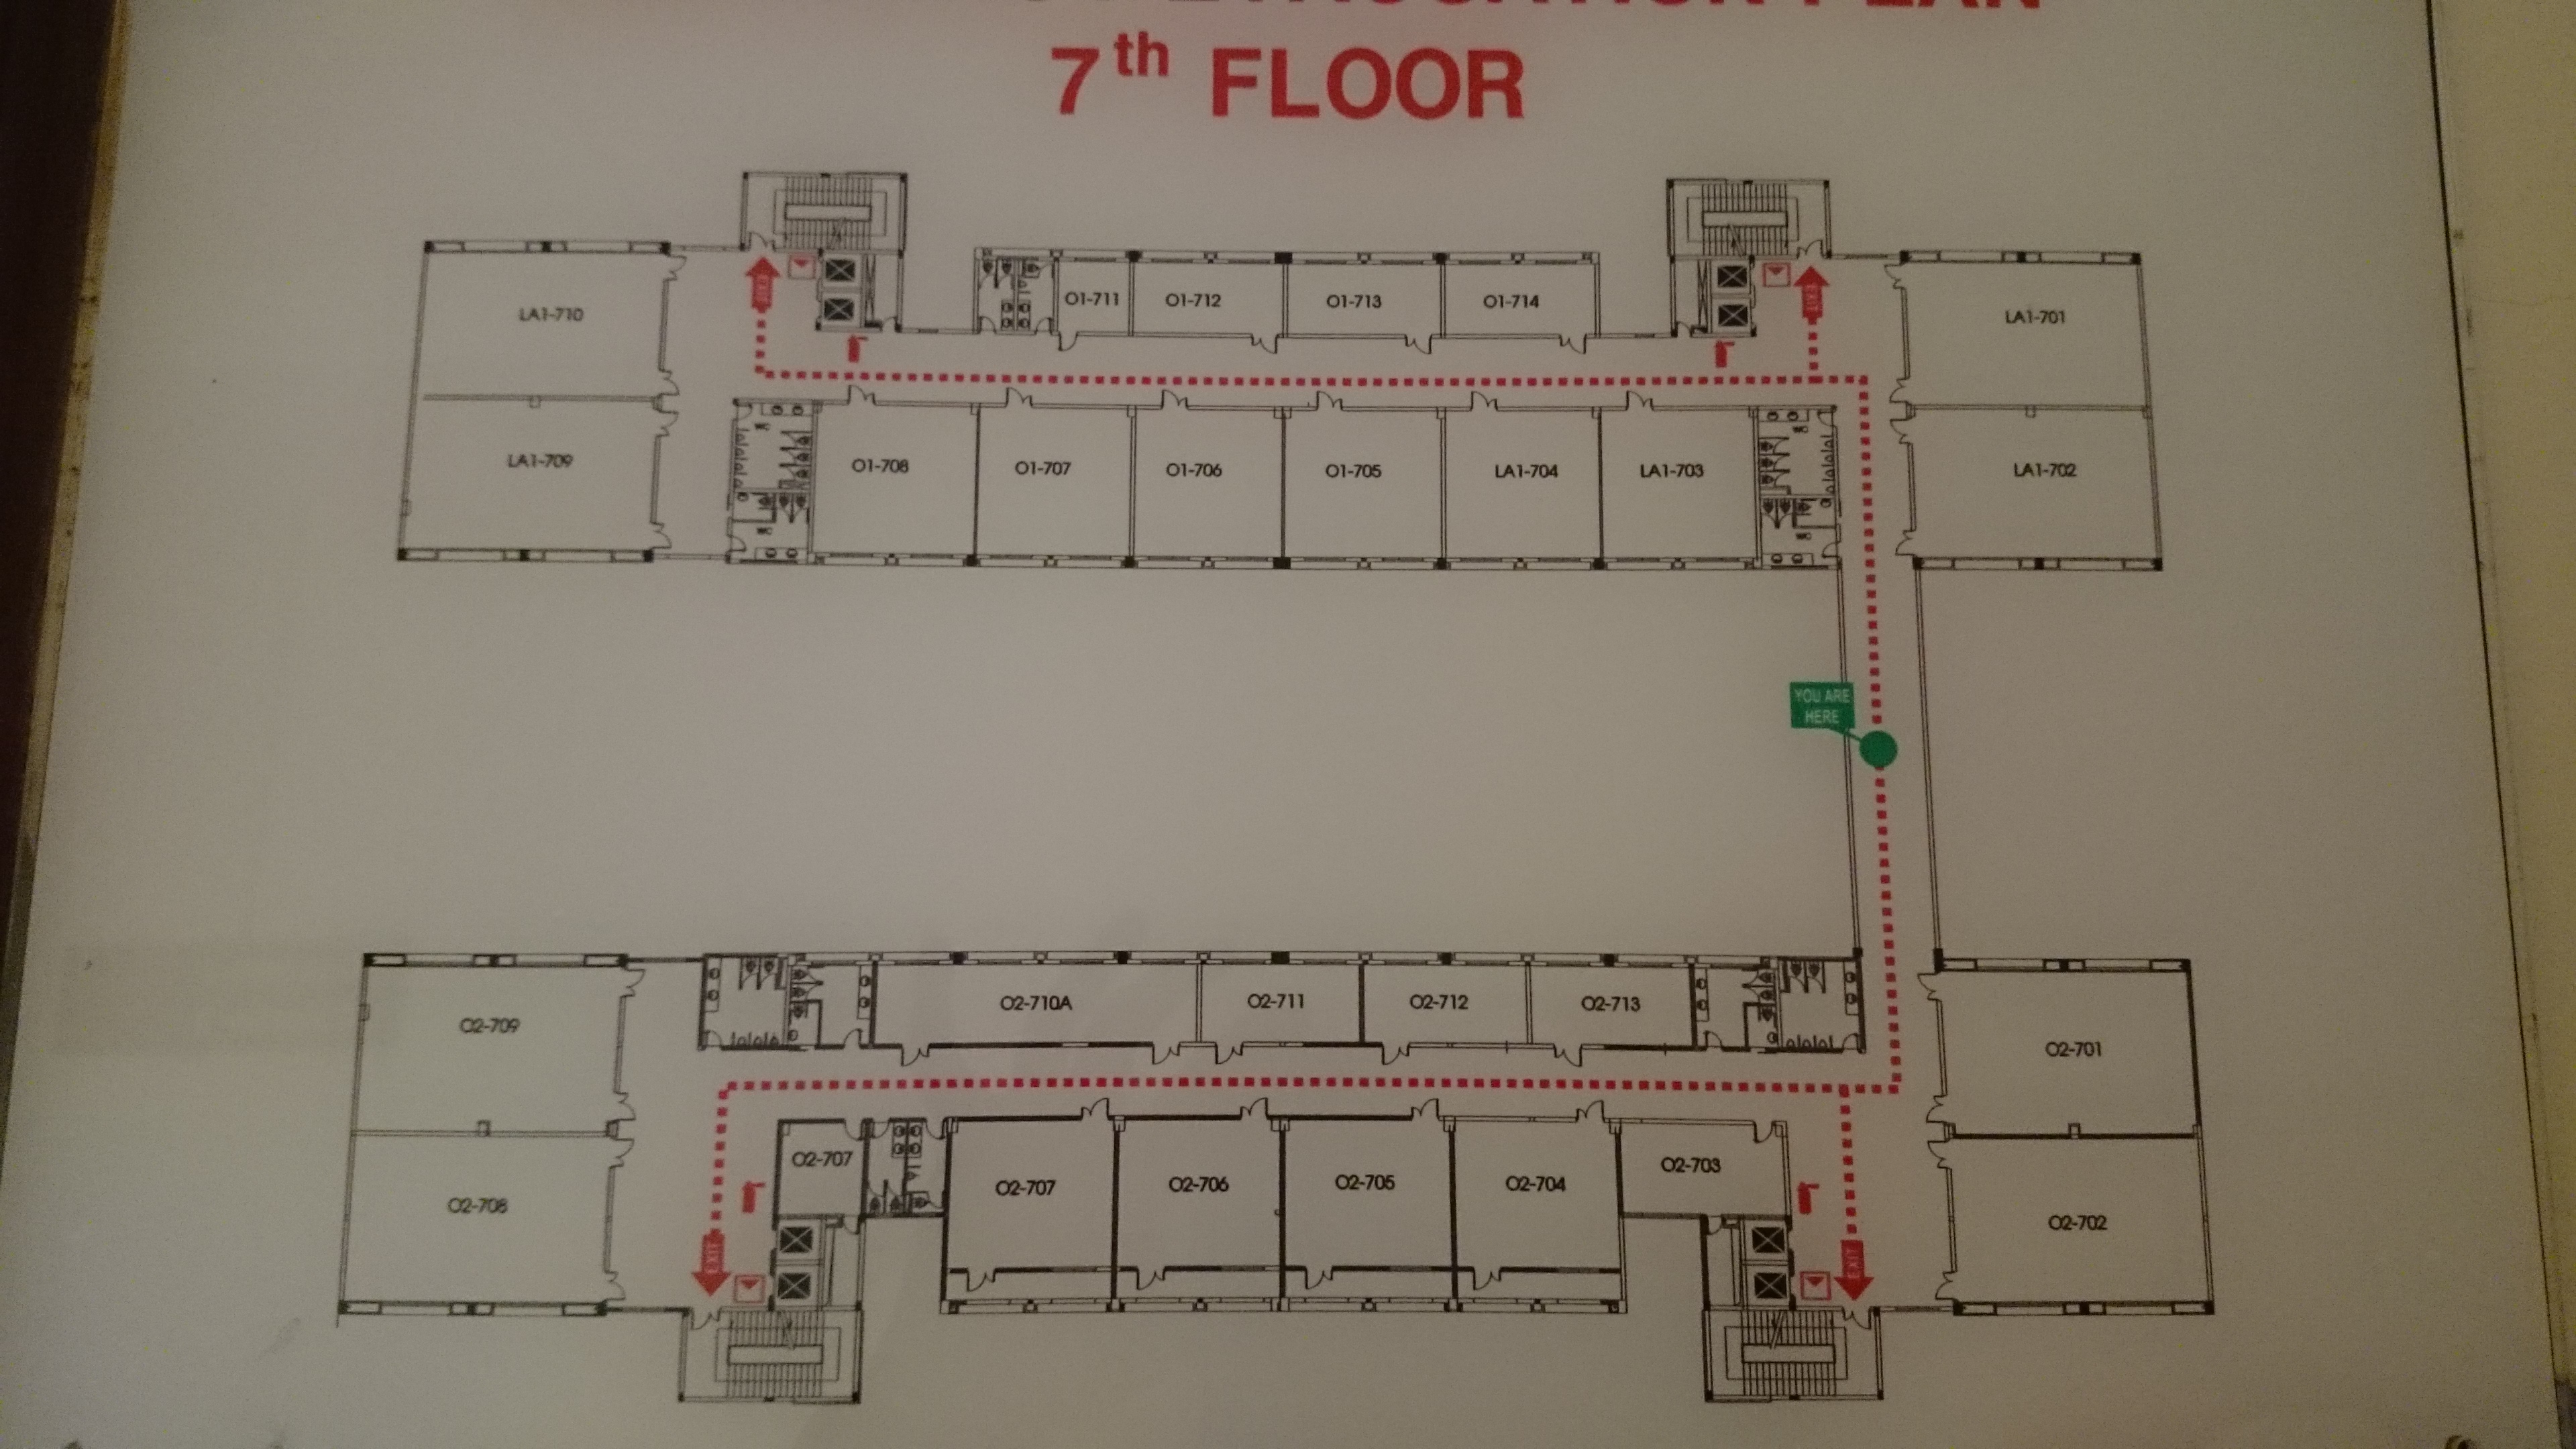 EVACUATION PLAN
7th FLOOR
O1-711
O1-712
O1-713
O1-714
LA1-710
LA1-701
EXIT
EXIT
LA1-709
O1-708
O1-707
O1-706
O1-705
LA1-704
LA1-703
LA1-702
YOU ARE
HERE
O2-709
O2-710A
O2-711
O2-712
O2-713
O2-701
O2-708
O2-707
O2-707
O2-706
O2-705
O2-704
O2-703
O2-702
EXIT
EXIT